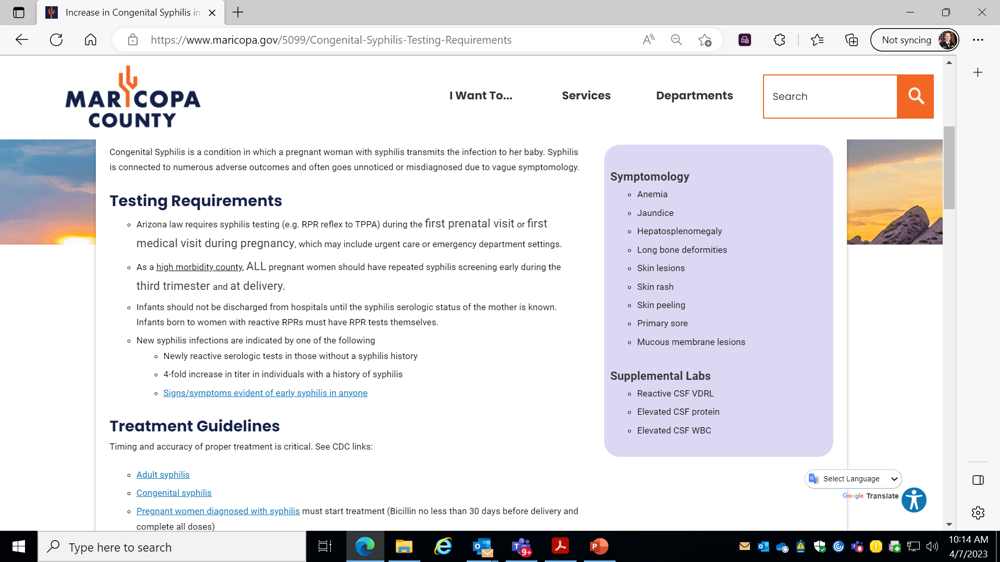 Increase in Congenital Syphilis in
https://www.maricopa.gov/5099/Congenital-Syphilis-Testing-Requirements
Not syncing
MARICOPA
COUNTY
I Want To...
Services
Departments
Search
Congenital Syphilis is a condition in which a pregnant woman with syphilis transmits the infection to her baby. Syphilis
is connected to numerous adverse outcomes and often goes unnoticed or misdiagnosed due to vague symptomology.
Testing Requirements
Arizona law requires syphilis testing (e.g. RPR reflex to TPPA) during the first prenatal visit or first
medical visit during pregnancy, which may include urgent care or emergency department settings.
As a high morbidity county, ALL pregnant women should have repeated syphilis screening early during the
third trimester and at delivery.
Infants should not be discharged from hospitals until the syphilis serologic status of the mother is known.
Infants born to women with reactive RPRs must have RPR tests themselves.
New syphilis infections are indicated by one of the following
Newly reactive serologic tests in those without a syphilis history
4-fold increase in titer in individuals with a history of syphilis
Signs/symptoms evident of early syphilis in anyone
Treatment Guidelines
Timing and accuracy of proper treatment is critical. See CDC links:
Adult syphilis
Congenital syphilis
Pregnant women diagnosed with syphilis must start treatment (Bicillin no less than 30 days before delivery and
complete all doses)
Symptomology
Anemia
Jaundice
Hepatosplenomegaly
Long bone deformities
Skin lesions
Skin rash
Skin peeling
Primary sore
Mucous membrane lesions
Supplemental Labs
Reactive CSF VDRL
Elevated CSF protein
Elevated CSF WBC
Select Language
Google Translate
Type here to search
9+
10:14 AM
4/7/2023